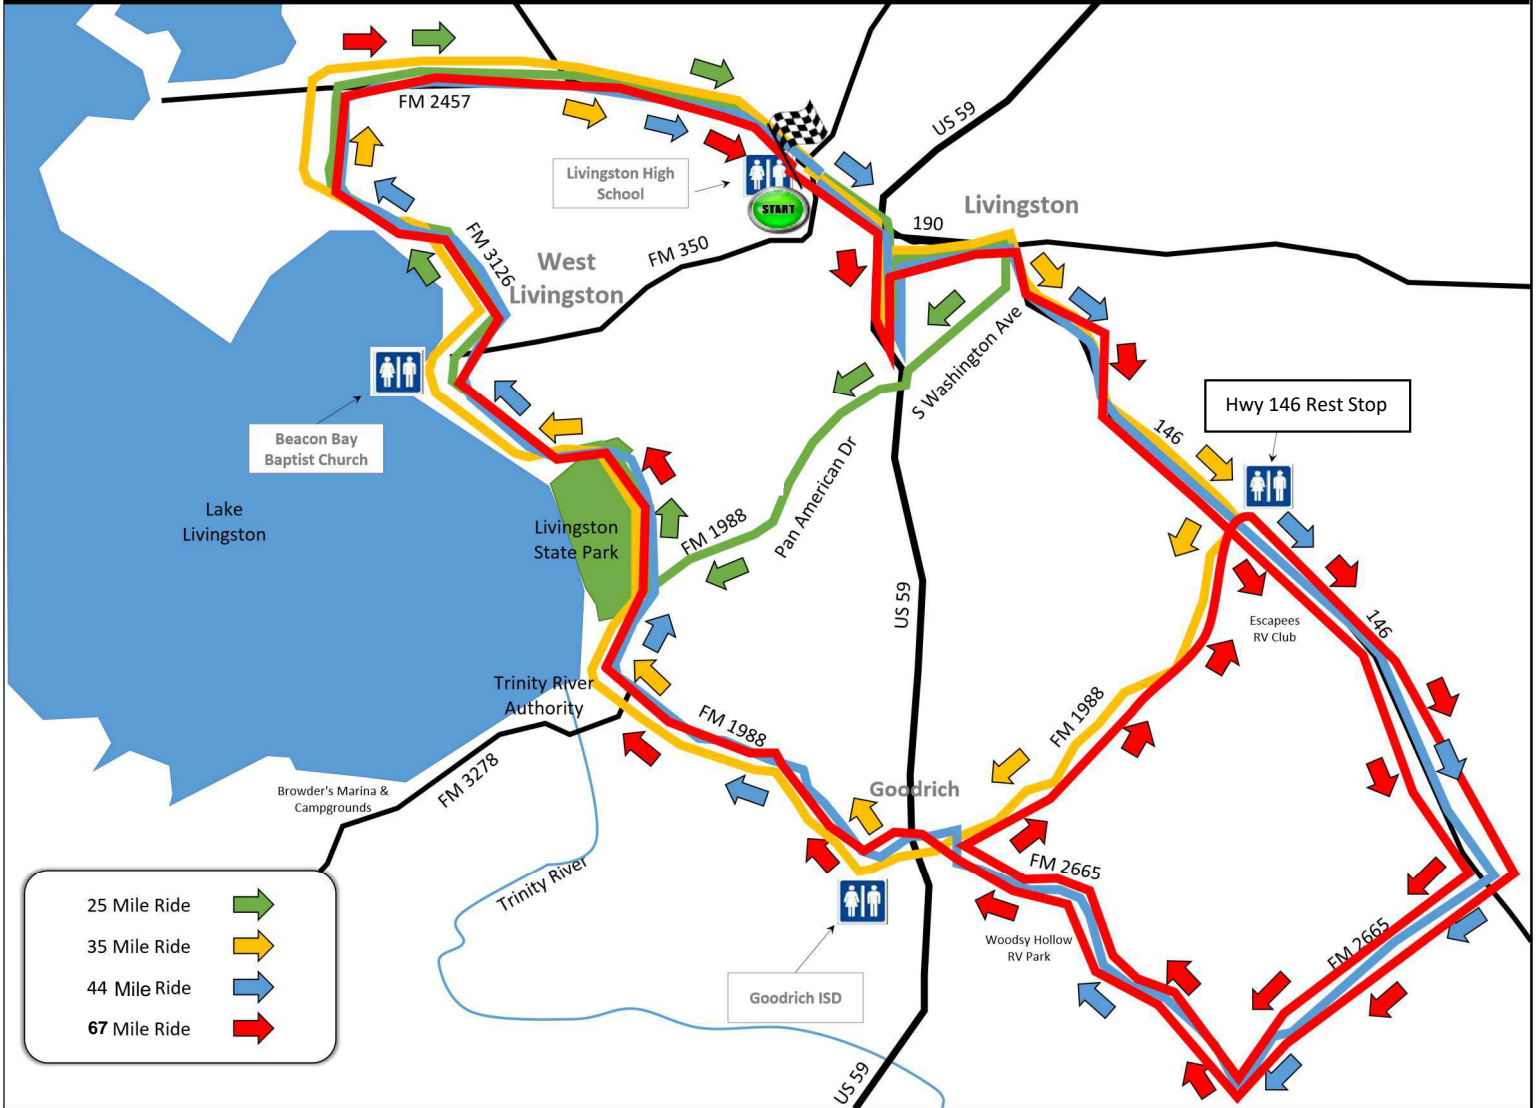 FM 2457
US 59
Livingston High
School
START
Livingston
190
FM 3126
West
Livingston
FM 350
S Washington Ave
Hwy 146 Rest Stop
146
Beacon Bay
Baptist Church
Lake
Livingston
Livingston
State Park
FM 1988
Pan American Dr
US 59
Escapees
RV Club
146
Trinity River
Authority
FM 1988
FM 1988
Browder's Marina &
Campgrounds
FM 3278
Goodrich
FM 2665
Trinity River
Woodsy Hollow
RV Park
FM 2665
Goodrich ISD
US 59
25 Mile Ride
35 Mile Ride
44 Mile Ride
67 Mile Ride